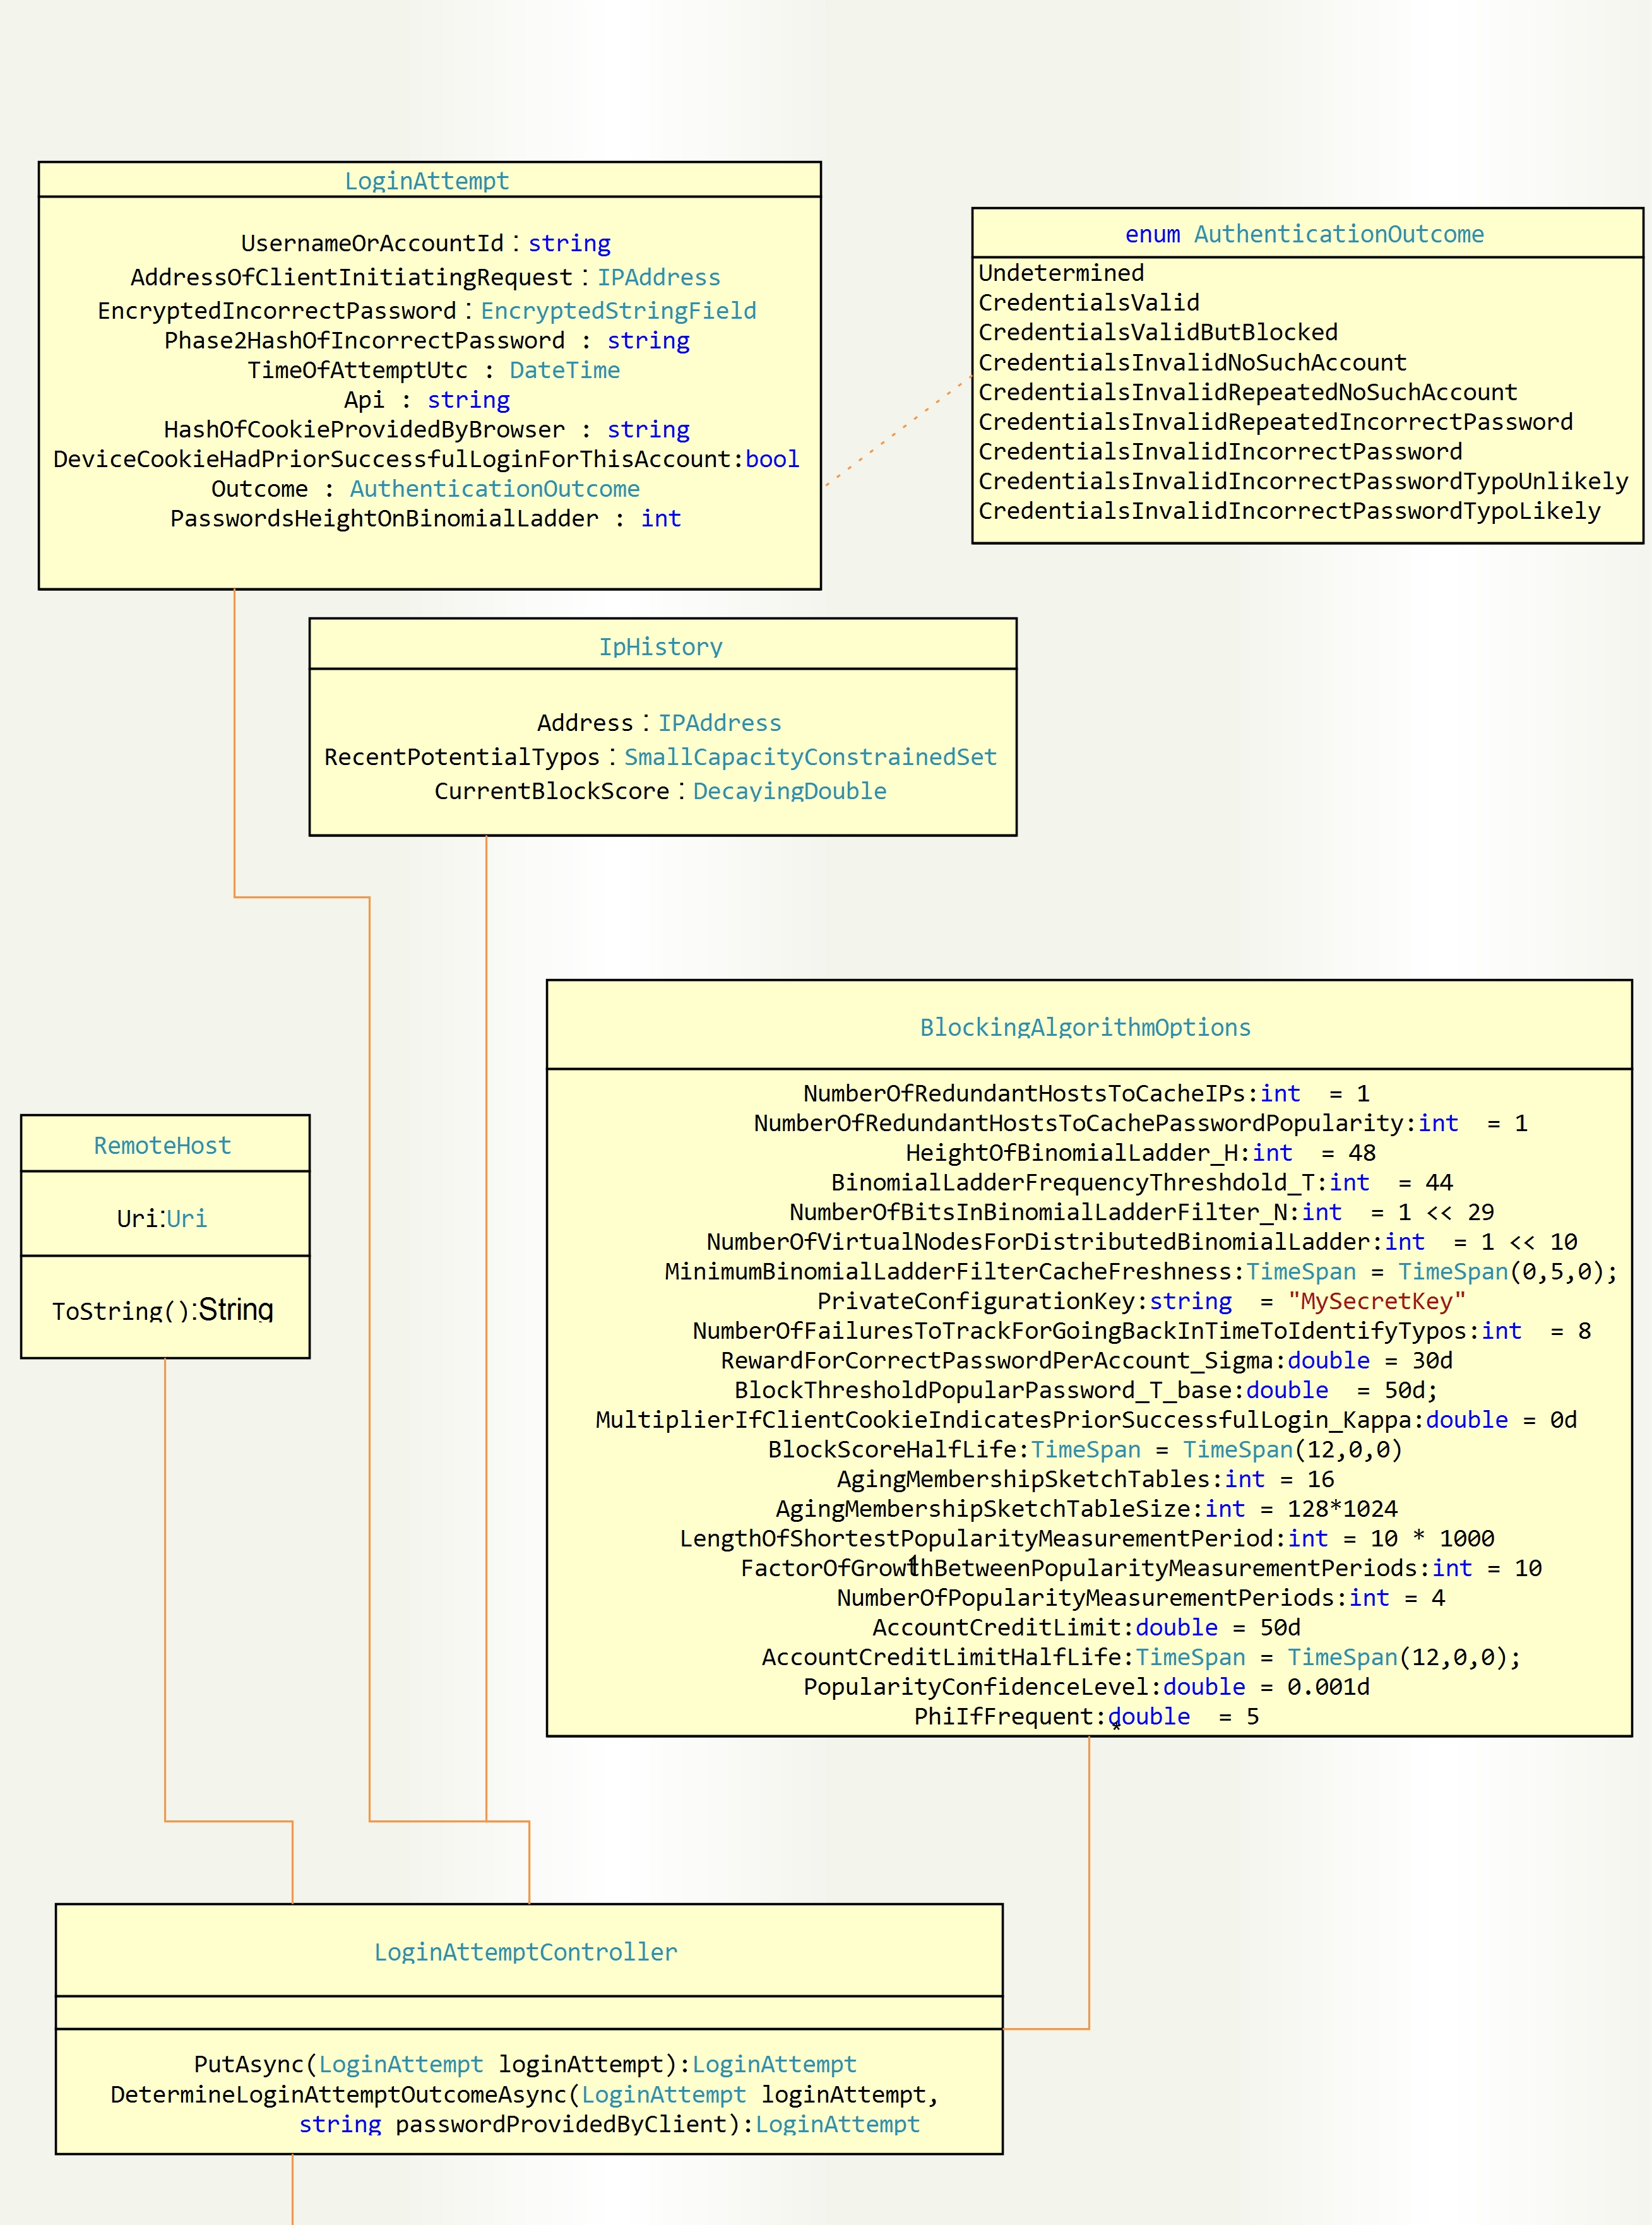 LoginAttempt
UsernameOrAccountId : string
AddressOfClientInitiatingRequest : IPAddress
EncryptedIncorrectPassword : EncryptedStringField
Phase2HashOfIncorrectPassword : string
TimeOfAttemptUtc : DateTime
Api : string
HashOfCookieProvidedByBrowser : string
DeviceCookieHadPriorSuccessfulLoginForThisAccount:bool
Outcome : AuthenticationOutcome
PasswordsHeightOnBinomialLadder : int
enum AuthenticationOutcome
Undetermined
CredentialsValid
CredentialsValidButBlocked
CredentialsInvalidNoSuchAccount
CredentialsInvalidRepeatedNoSuchAccount
CredentialsInvalidRepeatedIncorrectPassword
CredentialsInvalidIncorrectPassword
CredentialsInvalidIncorrectPasswordTypoUnlikely
CredentialsInvalidIncorrectPasswordTypoLikely
IpHistory
Address : IPAddress
RecentPotentialTypos : SmallCapacityConstrainedSet
CurrentBlockScore : DecayingDouble
BlockingAlgorithmOptions
NumberOfRedundantHostsToCacheIPs:int = 1
NumberOfRedundantHostsToCachePasswordPopularity:int = 1
HeightOfBinomialLadder_H:int = 48
BinomialLadderFrequencyThreshdold_T:int = 44
NumberOfBitsInBinomialLadderFilter_N:int = 1 << 29
NumberOfVirtualNodesForDistributedBinomialLadder:int = 1 << 10
MinimumBinomialLadderFilterCacheFreshness:TimeSpan = TimeSpan(0,5,0);
PrivateConfigurationKey:string = "MySecretKey"
NumberOfFailuresToTrackForGoingBackInTimeToIdentifyTypos:int = 8
RewardForCorrectPasswordPerAccount_Sigma:double = 30d
BlockThresholdPopularPassword_T_base:double = 50d;
MultiplierIfClientCookieIndicatesPriorSuccessfulLogin_Kappa:double = 0d
BlockScoreHalfLife:TimeSpan = TimeSpan(12,0,0)
AgingMembershipSketchTables:int = 16
AgingMembershipSketchTableSize:int = 128*1024
LengthOfShortestPopularityMeasurementPeriod:int = 10 * 1000
FactorOfGrowthBetweenPopularityMeasurementPeriods:int = 10
1
NumberOfPopularityMeasurementPeriods:int = 4
AccountCreditLimit:double = 50d
AccountCreditLimitHalfLife:TimeSpan = TimeSpan(12,0,0);
PopularityConfidenceLevel:double = 0.001d
PhiIfFrequent:double = 5
*
RemoteHost
Uri:Uri
ToString():String
LoginAttemptController
PutAsync(LoginAttempt loginAttempt):LoginAttempt
DetermineLoginAttemptOutcomeAsync(LoginAttempt loginAttempt,
string passwordProvidedByClient):LoginAttempt